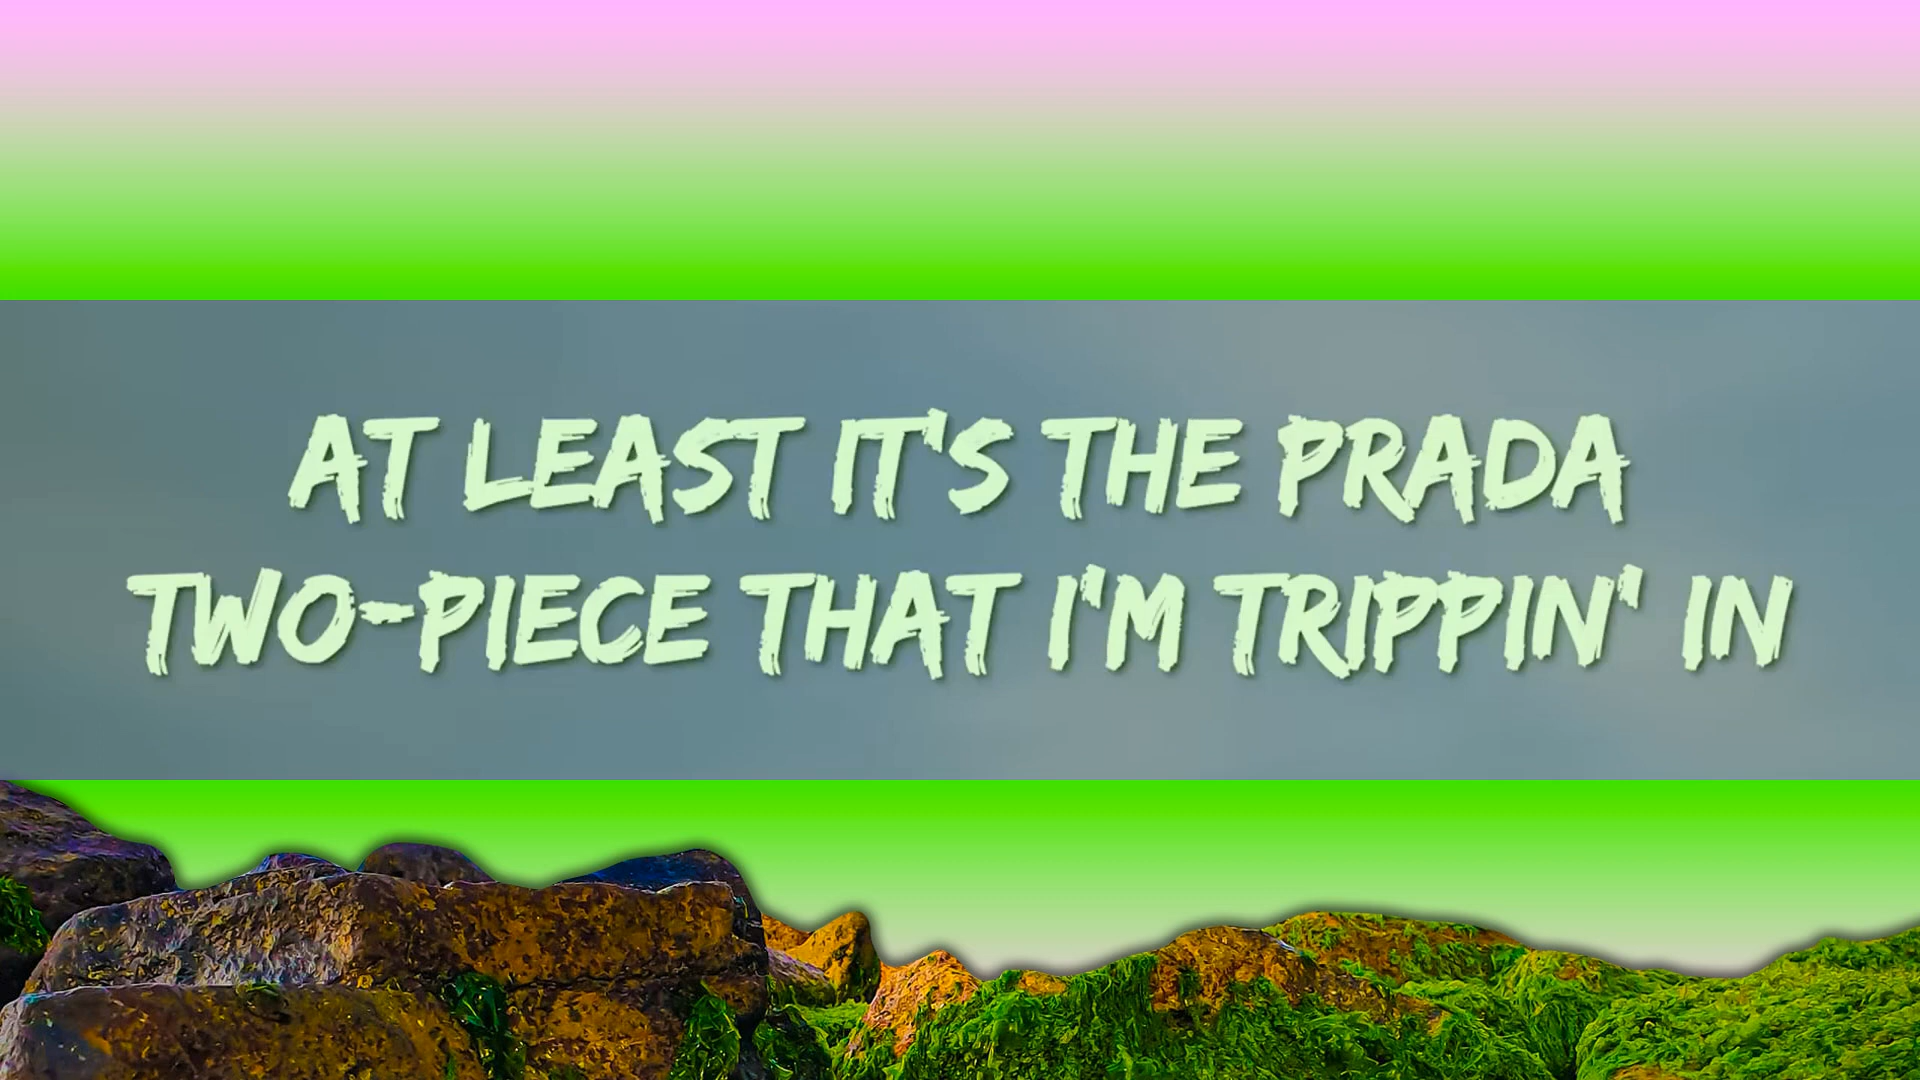 AT LEAST IT'S THE PRADA
TWO-PIECE THAT I'M TRIPPIN' IN